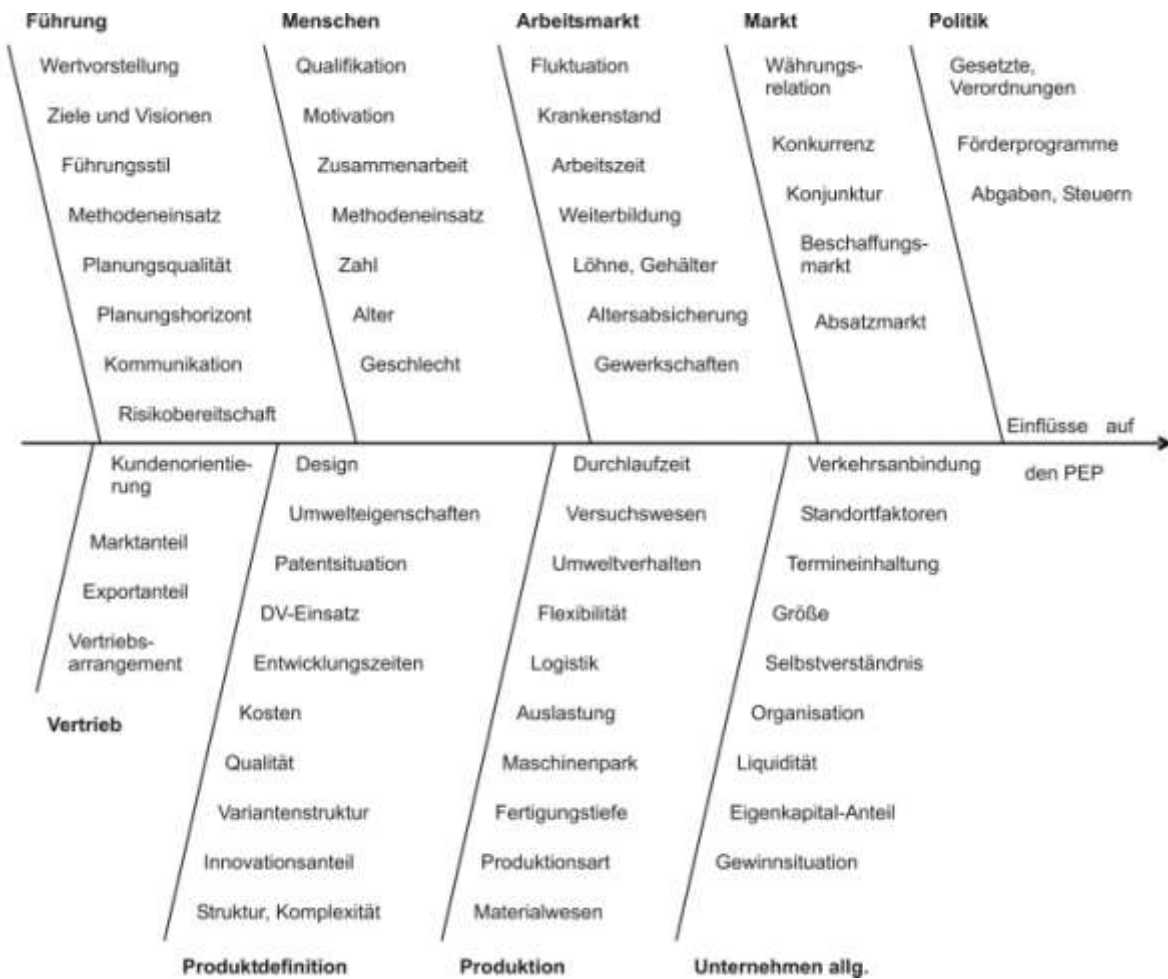 Führung
Wertvorstellung
Ziele und Visionen
Führungsstil
Methodeneinsatz
Planungsqualität
Planungshorizont
Kommunikation
Risikobereitschaft
Menschen
Qualifikation
Motivation
Zusammenarbeit
Methodeneinsatz
Zahl
Alter
Geschlecht
Arbeitsmarkt
Fluktuation
Krankenstand
Arbeitszeit
Weiterbildung
Löhne, Gehälter
Altersabsicherung
Gewerkschaften
Markt
Währungs-
relation
Konkurrenz
Konjunktur
Beschaffungs-
markt
Absatzmarkt
Politik
Gesetzte,
Verordnungen
Förderprogramme
Abgaben, Steuern
Einflüsse auf
den PEP
Kundenorientie-
rung
Marktanteil
Exportanteil
Vertriebs-
arrangement
Vertrieb
Design
Umwelteigenschaften
Patentsituation
DV-Einsatz
Entwicklungszeiten
Kosten
Qualität
Variantenstruktur
Innovationsanteil
Struktur, Komplexität
Produktdefinition
Durchlaufzeit
Versuchswesen
Umweltverhalten
Flexibilität
Logistik
Auslastung
Maschinenpark
Fertigungstiefe
Produktionsart
Materialwesen
Produktion
Verkehrsanbindung
Standortfaktoren
Termineinhaltung
Größe
Selbstverständnis
Organisation
Liquidität
Eigenkapital-Anteil
Gewinnsituation
Unternehmen allg.